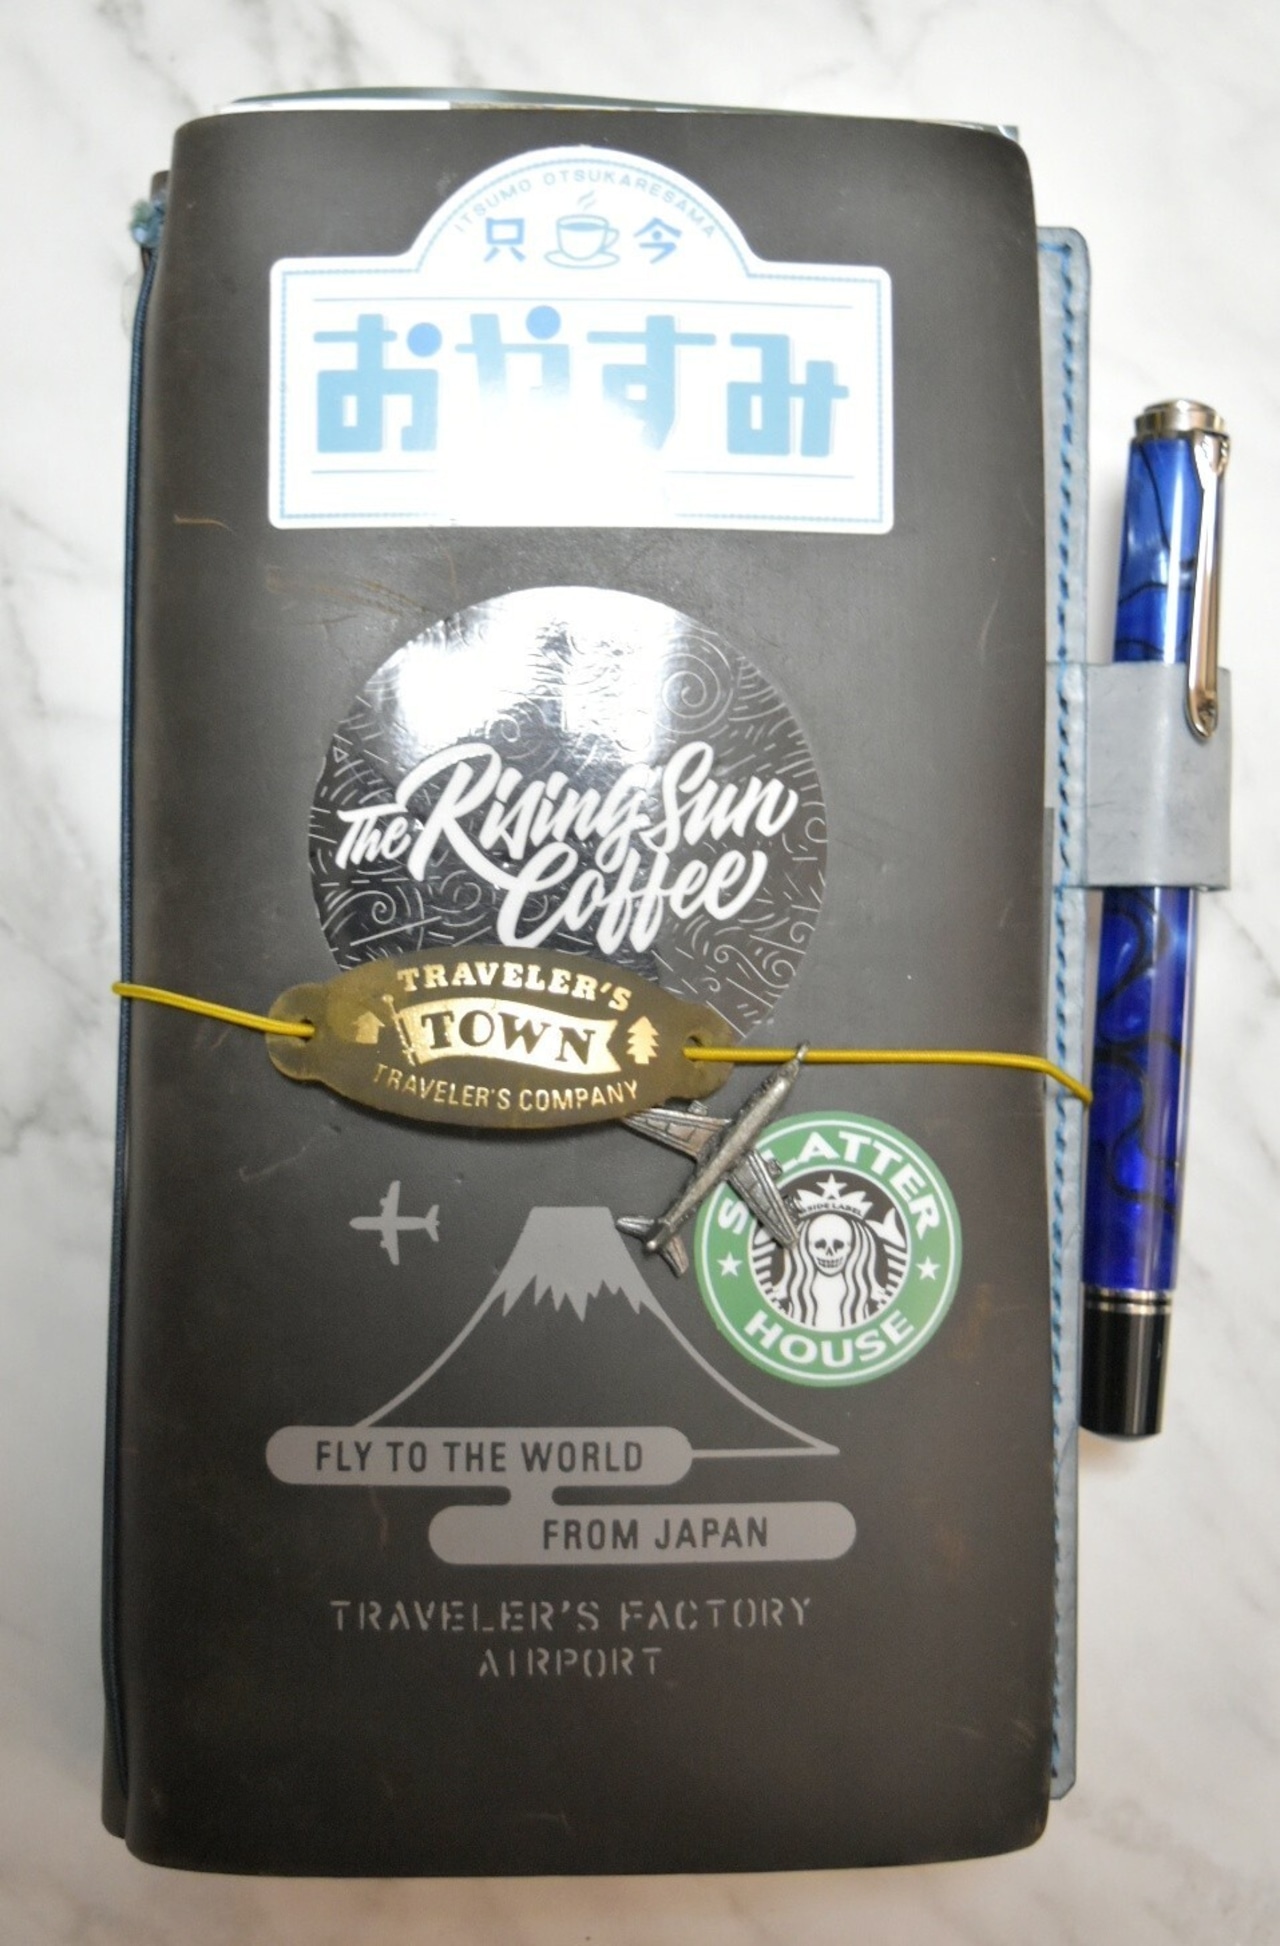 ITSUMO OTSUKARESAMA
只 今
おやすみ
The Rising Sun
Coffee
TRAVELER'S
TOWN
TRAVELER'S COMPANY
LATTER
HOUSE
FLY TO THE WORLD
FROM JAPAN
TRAVELER'S FACTORY
AIRPORT